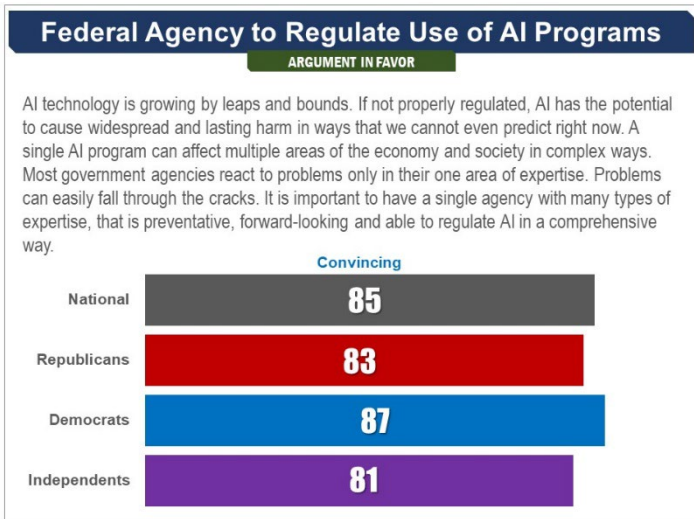 Federal Agency to Regulate Use of AI Programs
ARGUMENT IN FAVOR
AI technology is growing by leaps and bounds. If not properly regulated, AI has the potential
to cause widespread and lasting harm in ways that we cannot even predict right now. A
single AI program can affect multiple areas of the economy and society in complex ways.
Most government agencies react to problems only in their one area of expertise. Problems
can easily fall through the cracks. It is important to have a single agency with many types of
expertise, that is preventative, forward-looking and able to regulate AI in a comprehensive
way.
Convincing
National 85
Republicans 83
Democrats 87
Independents 81